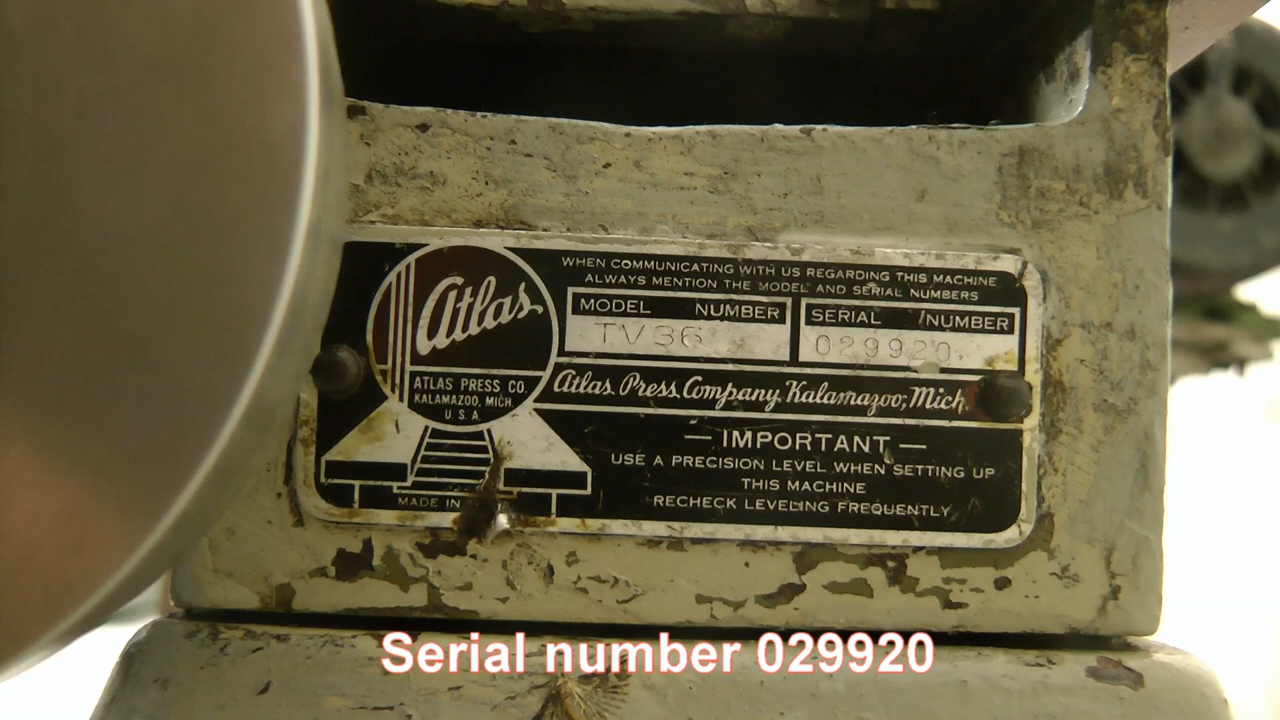 WHEN COMMUNICATING WITH US REGARDING THIS MACHINE
ALWAYS MENTION THE MODEL AND SERIAL NUMBERS
MODEL NUMBER
TV36
SERIAL NUMBER
029920
Atlas
ATLAS PRESS CO.
KALAMAZOO, MICH.
U. S. A.
Atlas Press Company, Kalamazoo, Mich.
— IMPORTANT —
USE A PRECISION LEVEL WHEN SETTING UP
THIS MACHINE
RECHECK LEVELING FREQUENTLY
MADE IN
Serial number 029920